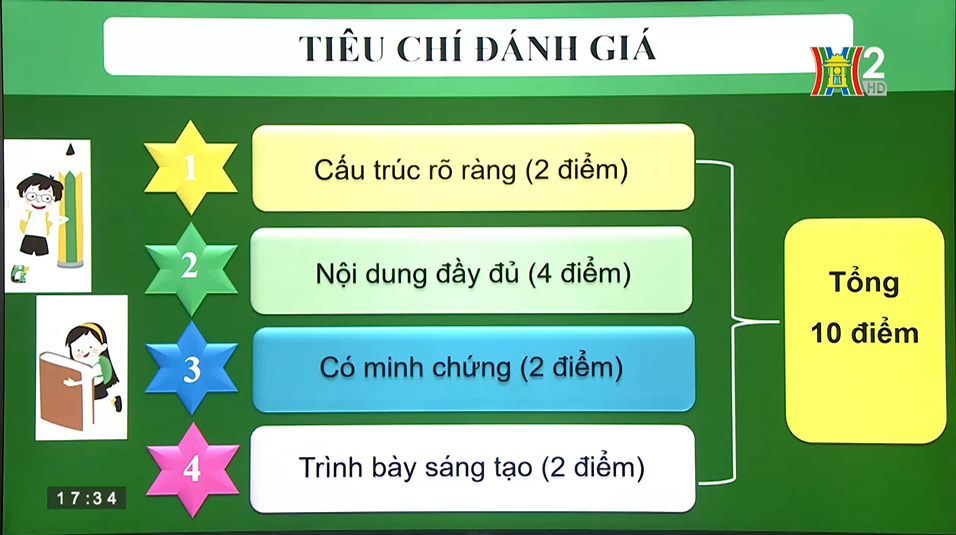 TIÊU CHÍ ĐÁNH GIÁ
2
HD
1
Cấu trúc rõ ràng (2 điểm)
2
Nội dung đầy đủ (4 điểm)
3
Có minh chứng (2 điểm)
4
Trình bày sáng tạo (2 điểm)
Tổng
10 điểm
17:34